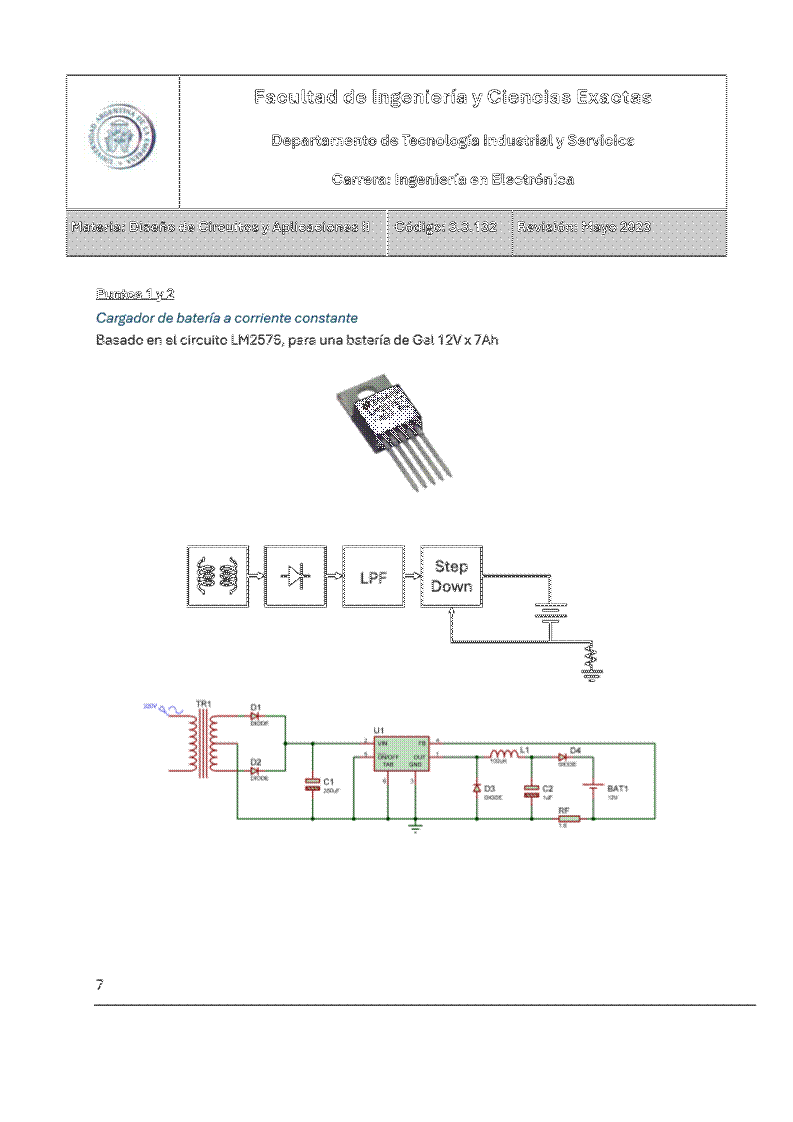 Facultad de Ingeniería y Ciencias Exactas
Departamento de Tecnología Industrial y Servicios
Carrera: Ingeniería en Electrónica
Materia: Diseño de Circuitos y Aplicaciones II
Código: 3.3.132
Revisión: Mayo 2023
Puntos 1 y 2
Cargador de batería a corriente constante
Basado en el circuito LM2576, para una batería de Gel 12V x 7Ah
LPF
Step
Down
220V
TR1
D1
DIODE
D2
DIODE
C1
U1
2
VIN
FB
4
5
ON/OFF
OUT
1
TAB
GND
6
3
L1
100uH
D3
DIODE
C2
1uF
D4
DIODE
BAT1
12V
RF
7